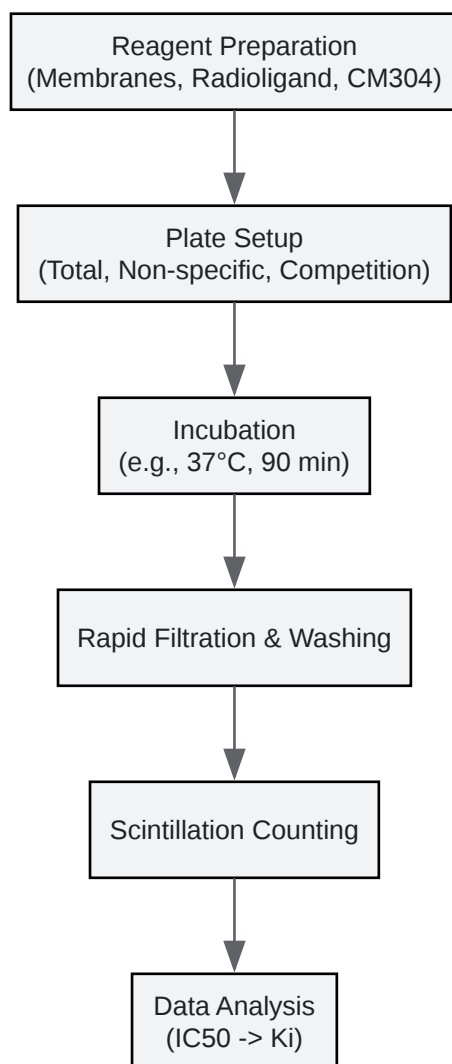 Reagent Preparation
(Membranes, Radioligand, CM304)
Plate Setup
(Total, Non-specific, Competition)
Incubation
(e.g., 37°C, 90 min)
Rapid Filtration & Washing
Scintillation Counting
Data Analysis
(IC50 -> Ki)